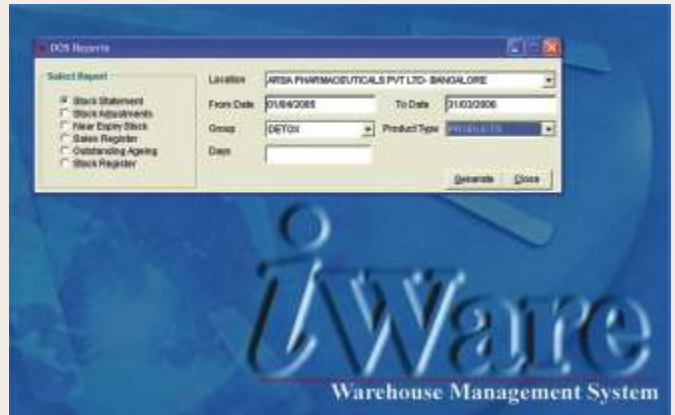 DOS Reports
Select Report
Stock Statement
Stock Adjustments
Near Expiry Stock
Sales Register
Outstanding Ageing
Stock Register
Location ARSA PHARMACEUTICALS PVT LTD- BANGALORE
From Date 01/04/2005 To Date 31/03/2006
Group DETOX Product Type PRODUCTS
Days
Generate Close
iWare
Warehouse Management System